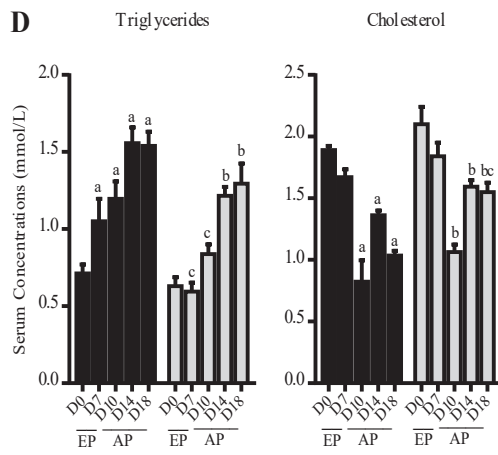 D
Triglycerides
Cholesterol
Serum Concentrations (mmol/L)
2.0
1.5
1.0
0.5
0.0
a
a
a
a
c
c
b
b
D0
D7
D10
D14
D18
D0
D7
D10
D14
D18
EP
AP
EP
AP
2.5
2.0
1.5
1.0
0.5
0.0
a
a
a
b
b
bc
D0
D7
D10
D14
D18
D0
D7
D10
D14
D18
EP
AP
EP
AP